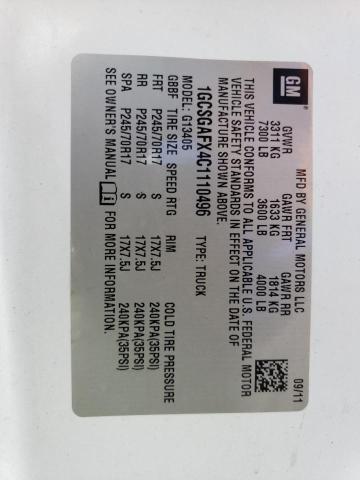 GM
MFD BY GENERAL MOTORS LLC
09/11
GVWR GAWR FRT GAWR RR
3311 KG 1633 KG 1814 KG
7300 LB 3600 LB 4000 LB
THIS VEHICLE CONFORMS TO ALL APPLICABLE U.S. FEDERAL MOTOR
VEHICLE SAFETY STANDARDS IN EFFECT ON THE DATE OF
MANUFACTURE SHOWN ABOVE.
1GCSGAFX4C1110496 TYPE: TRUCK
MODEL: G13405
GBBF TIRE SIZE SPEED RTG RIM COLD TIRE PRESSURE
FRT P245/70R17 S 17X7.5J 240KPA(35PSI)
RR P245/70R17 S 17X7.5J 240KPA(35PSI)
SPA P245/70R17 S 17X7.5J 240KPA(35PSI)
SEE OWNER'S MANUAL FOR MORE INFORMATION